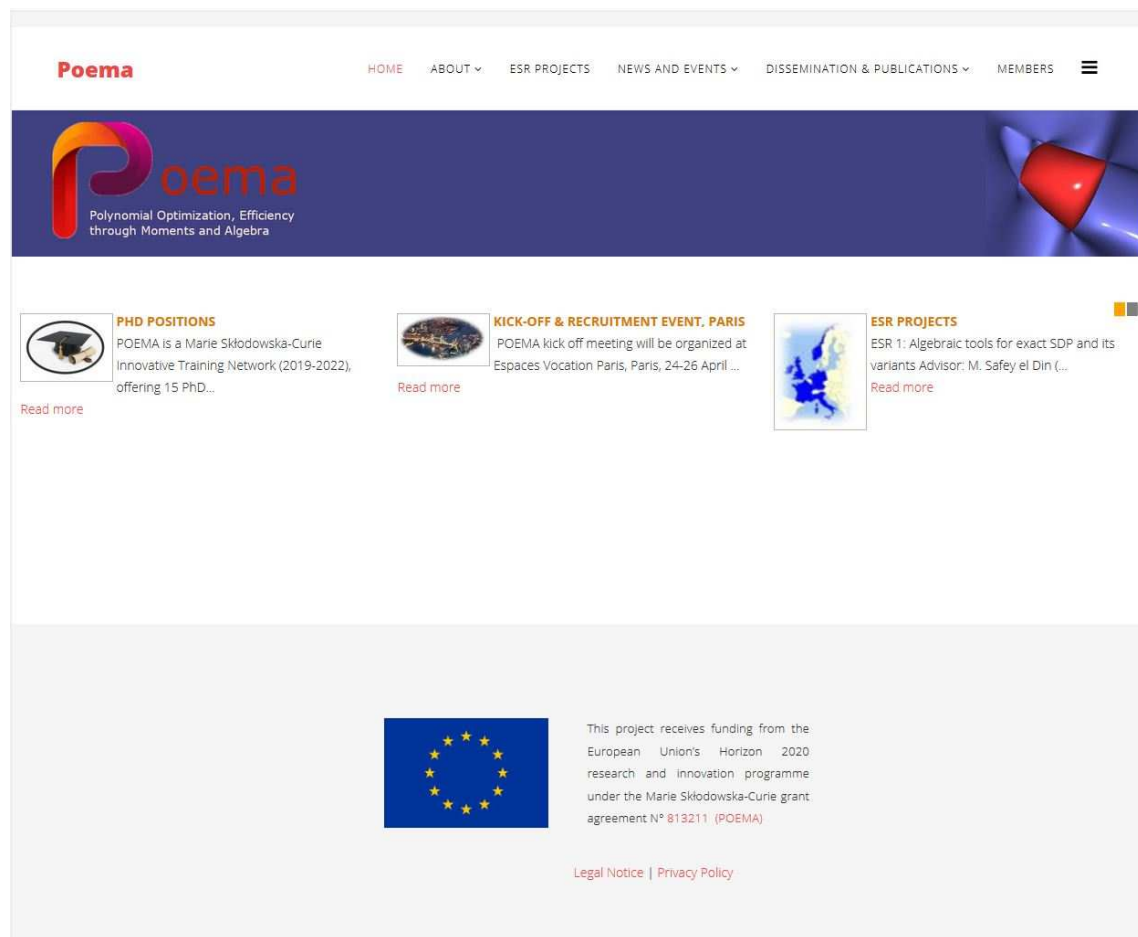 Poema
HOME ABOUT ESR PROJECTS NEWS AND EVENTS DISSEMINATION & PUBLICATIONS MEMBERS
Poema
Polynomial Optimization, Efficiency
through Moments and Algebra
PHD POSITIONS
POEMA is a Marie Skłodowska-Curie
Innovative Training Network (2019-2022),
offering 15 PhD...
Read more
KICK-OFF & RECRUITMENT EVENT, PARIS
POEMA kick off meeting will be organized at
Espaces Vocation Paris, Paris, 24-26 April ...
Read more
ESR PROJECTS
ESR 1: Algebraic tools for exact SDP and its
variants Advisor: M. Safey el Din (...
Read more
This project receives funding from the
European Union's Horizon 2020
research and innovation programme
under the Marie Skłodowska-Curie grant
agreement N° 813211 (POEMA)
Legal Notice | Privacy Policy